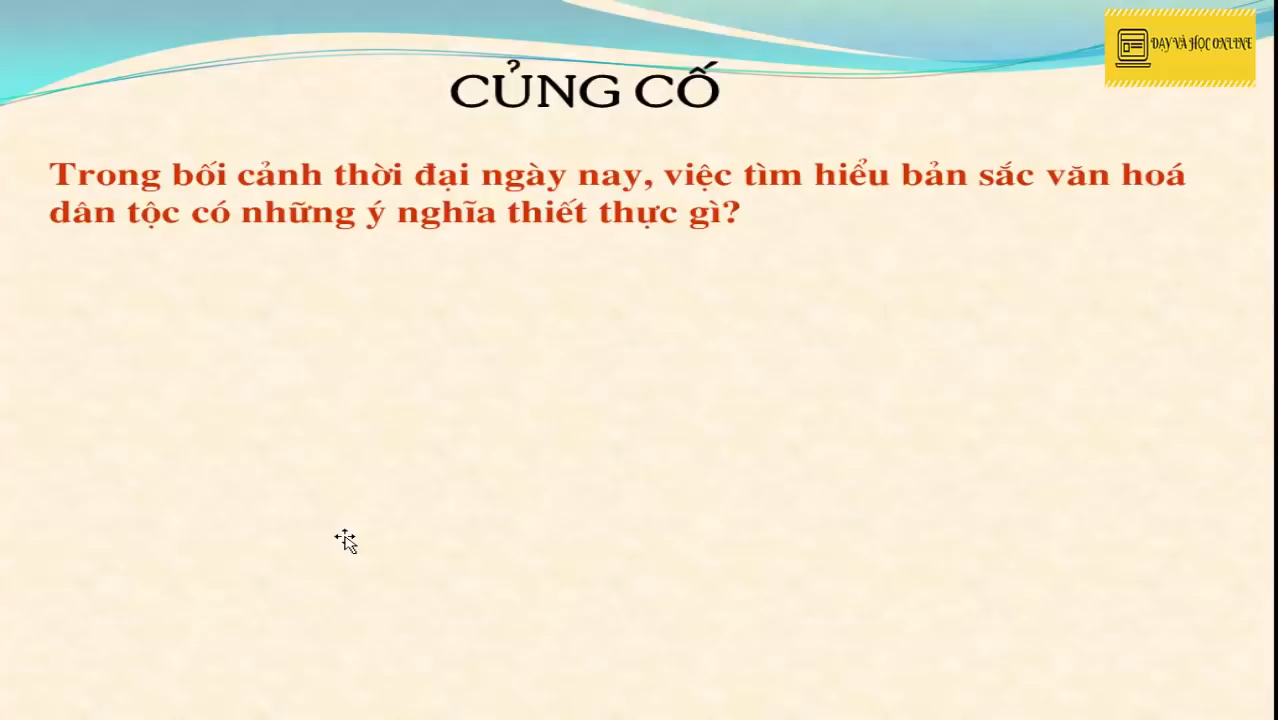 DẠY VÀ HỌC ONLINE
CỦNG CỐ
Trong bối cảnh thời đại ngày nay, việc tìm hiểu bản sắc văn hoá
dân tộc có những ý nghĩa thiết thực gì?